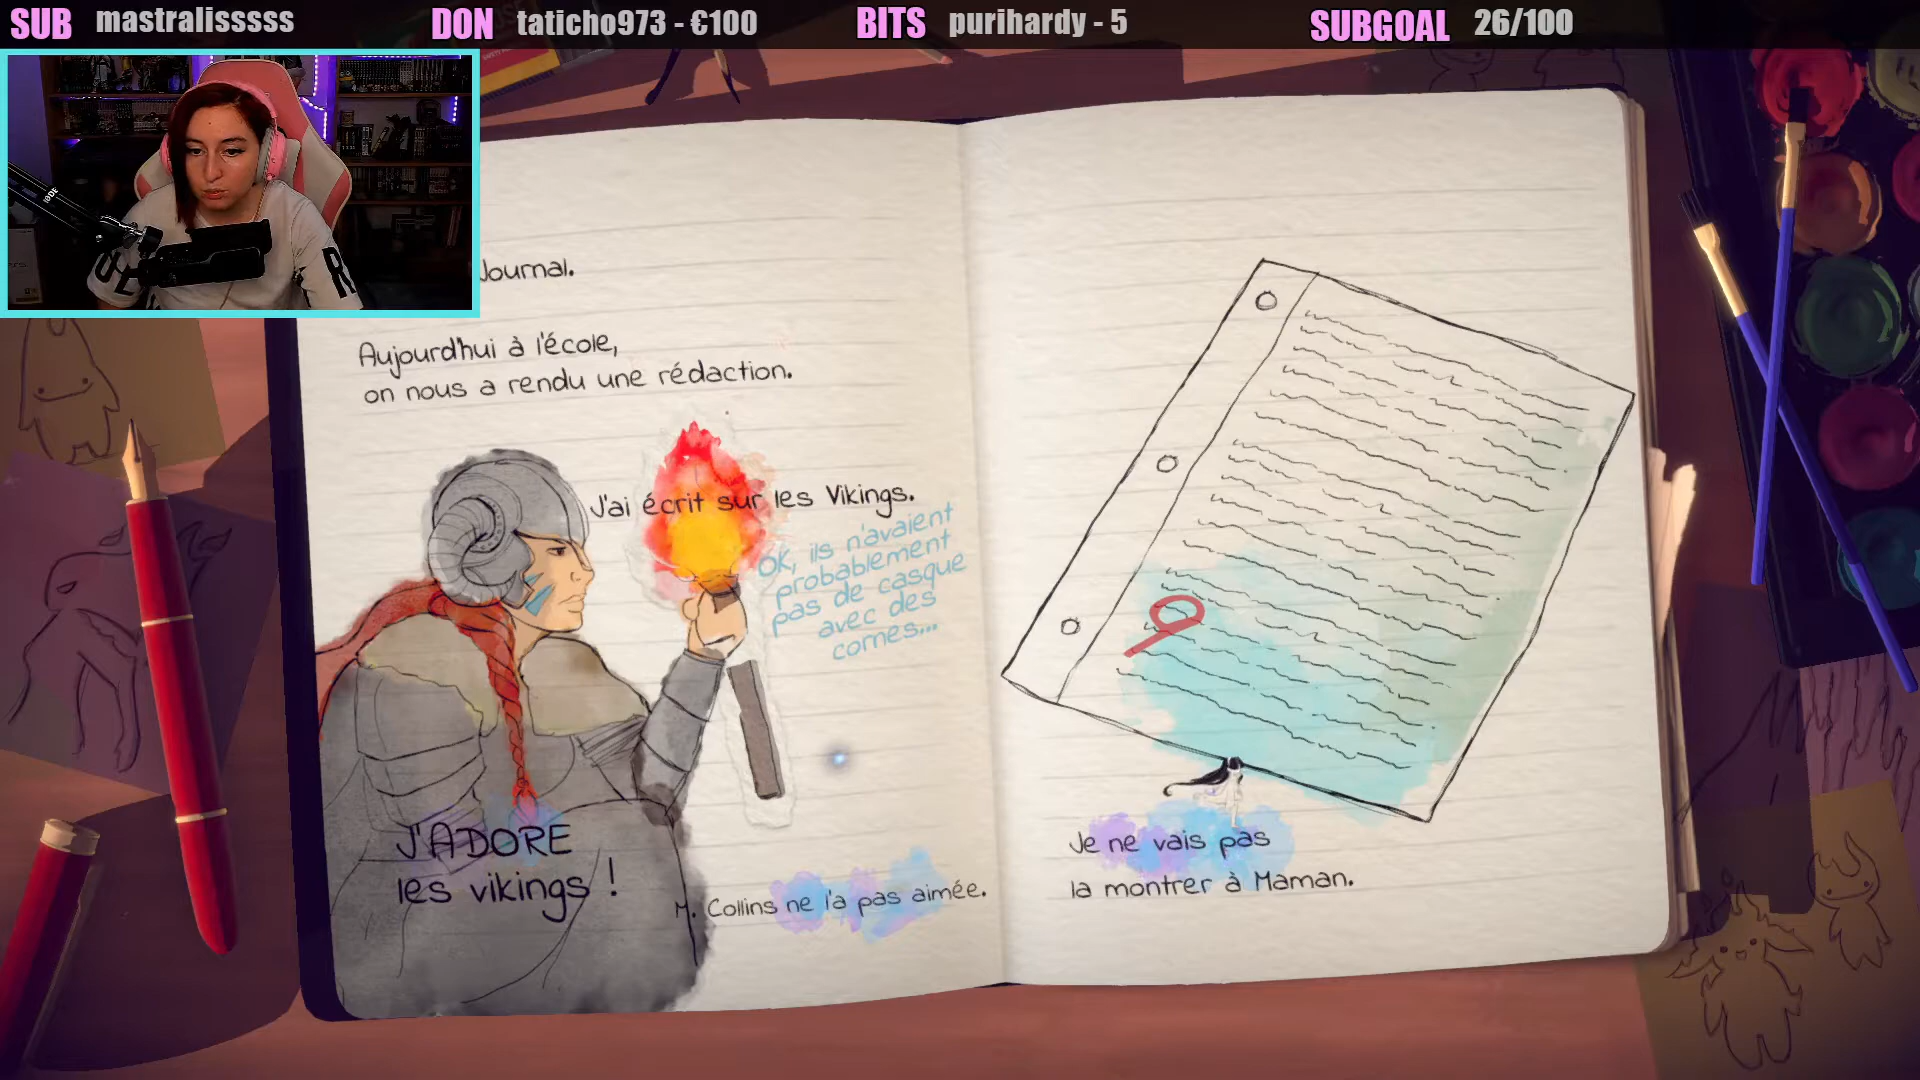 SUB mastralisssss DON taticho973 - €100 BITS purihardy - 5 SUBGOAL 26/100
Journal.
Aujourd'hui à l'école,
on nous a rendu une rédaction.
J'ai écrit sur les Vikings.
Ok, ils n'avaient
probablement
pas de casque
avec des
cornes...
J'ADORE
les vikings !
M. Collins ne l'a pas aimée.
Je ne vais pas
la montrer à Maman.